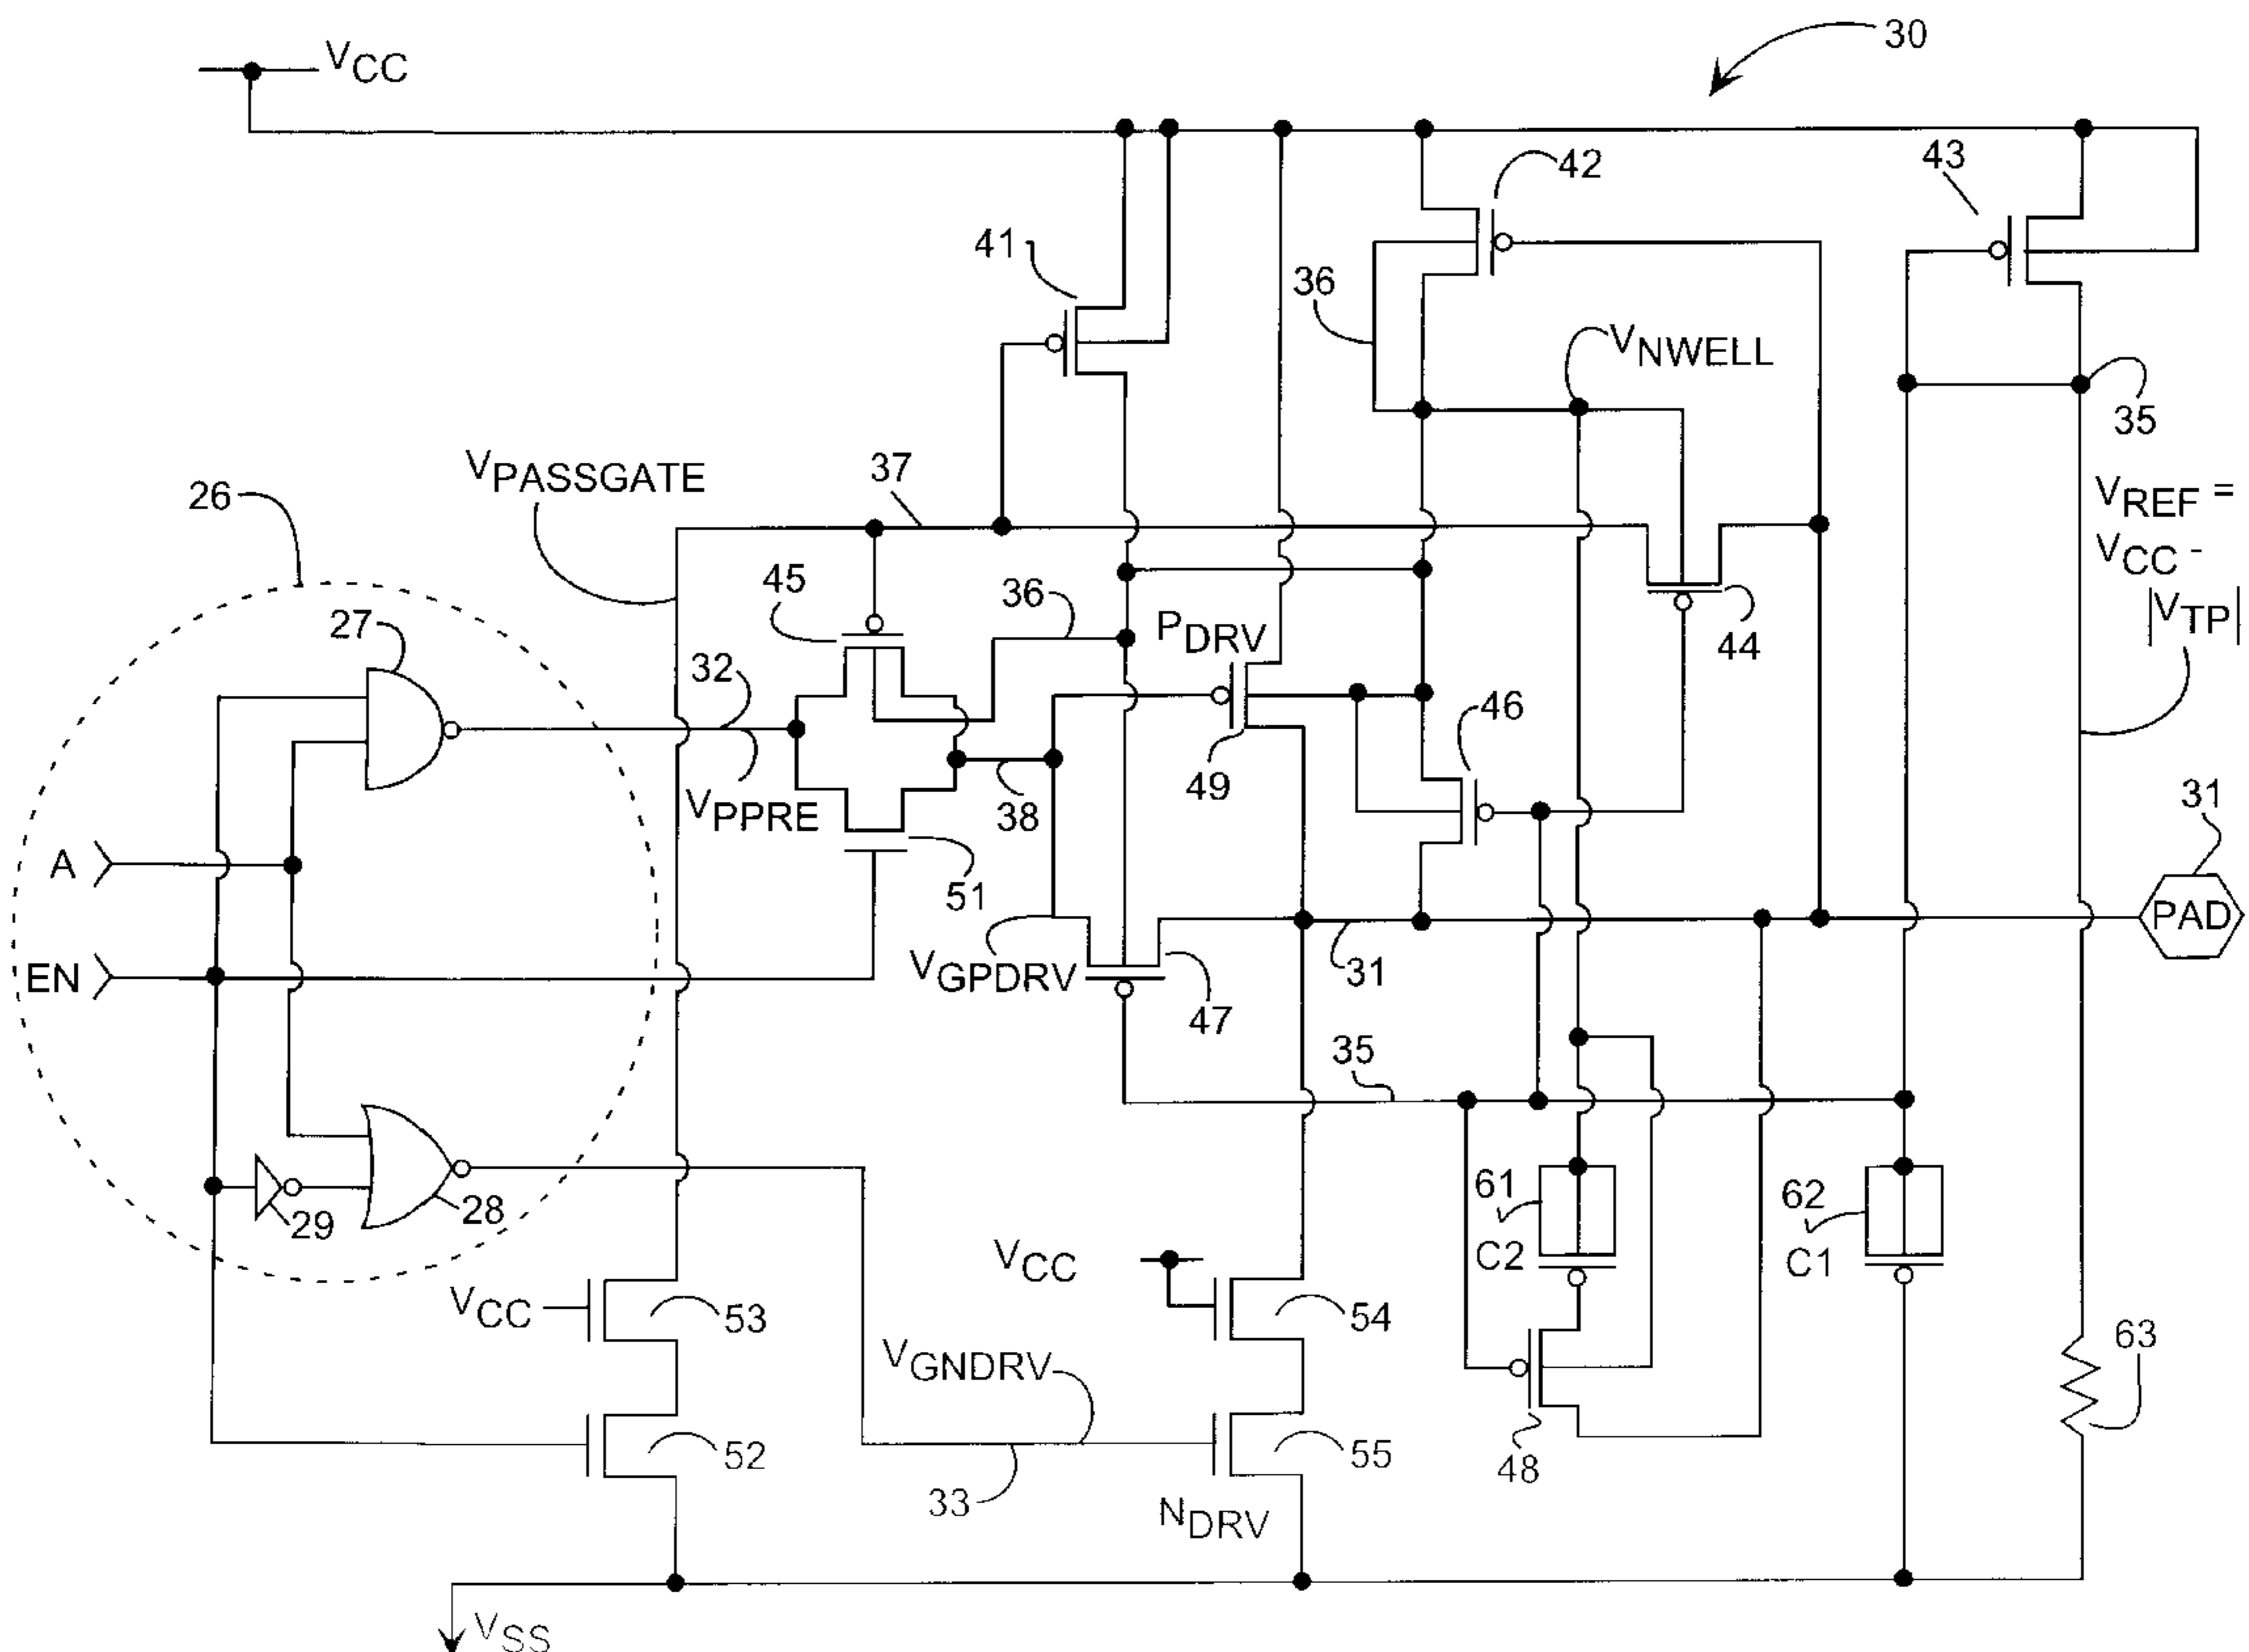 30
VCC
42
43
41
36
VNWELL
35
VPASSGATE
37
VREF =
VCC -
|VTP|
26
45
36
PDRV
44
27
32
46
49
31
VPPRE
38
A
51
PAD
EN
VGPDRV
31
47
35
61
62
28
29
C2
C1
VCC
VCC
53
54
63
VGNDRV
52
55
48
33
NDRV
VSS